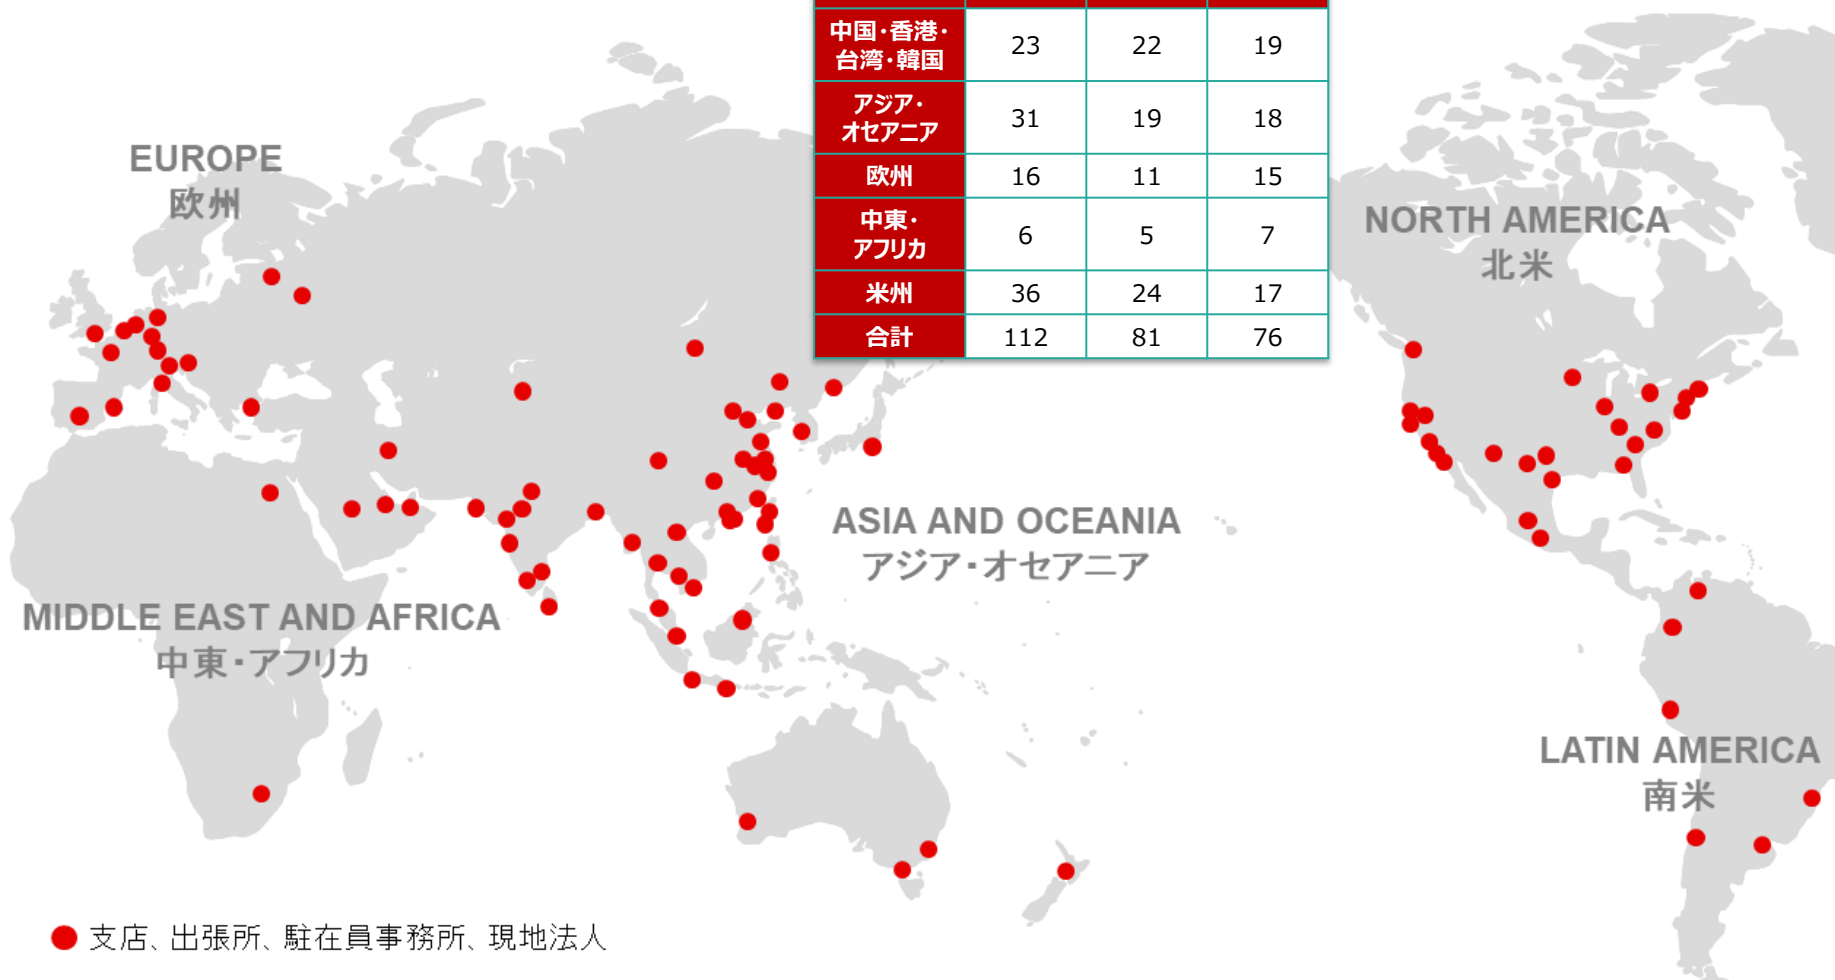 中国・香港・
台湾・韓国 23 22 19
アジア・
オセアニア 31 19 18
欧州 16 11 15
中東・
アフリカ 6 5 7
米州 36 24 17
合計 112 81 76
EUROPE
欧州
NORTH AMERICA
北米
ASIA AND OCEANIA
アジア・オセアニア
MIDDLE EAST AND AFRICA
中東・アフリカ
LATIN AMERICA
南米
支店、出張所、駐在員事務所、現地法人